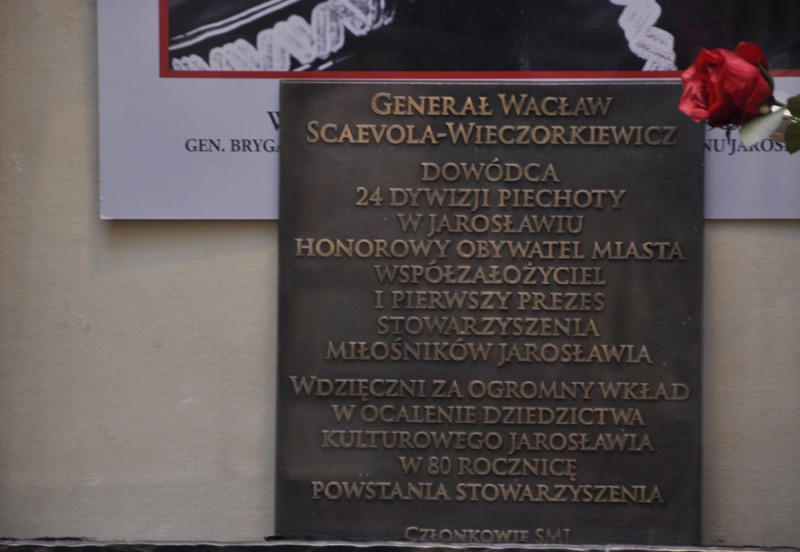 GENERAŁ WACŁAW
SCAEVOLA-WIECZORKIEWICZ
DOWÓDCA
24 DYWIZJI PIECHOTY
W JAROSŁAWIU
HONOROWY OBYWATEL MIASTA
WSPÓŁZAŁOŻYCIEL
I PIERWSZY PREZES
STOWARZYSZENIA
MIŁOŚNIKÓW JAROSŁAWIA
WDZIĘCZNI ZA OGROMNY WKŁAD
W OCALENIE DZIEDZICTWA
KULTUROWEGO JAROSŁAWIA
W 80 ROCZNICĘ
POWSTANIA STOWARZYSZENIA
CZŁONKOWIE SMJ
GEN.